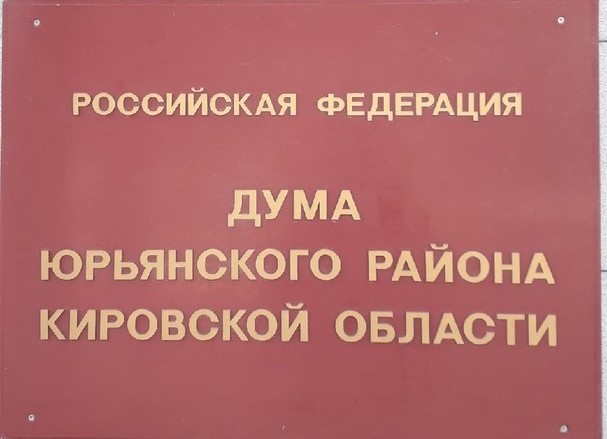 РОССИЙСКАЯ ФЕДЕРАЦИЯ
ДУМА
ЮРЬЯНСКОГО РАЙОНА
КИРОВСКОЙ ОБЛАСТИ